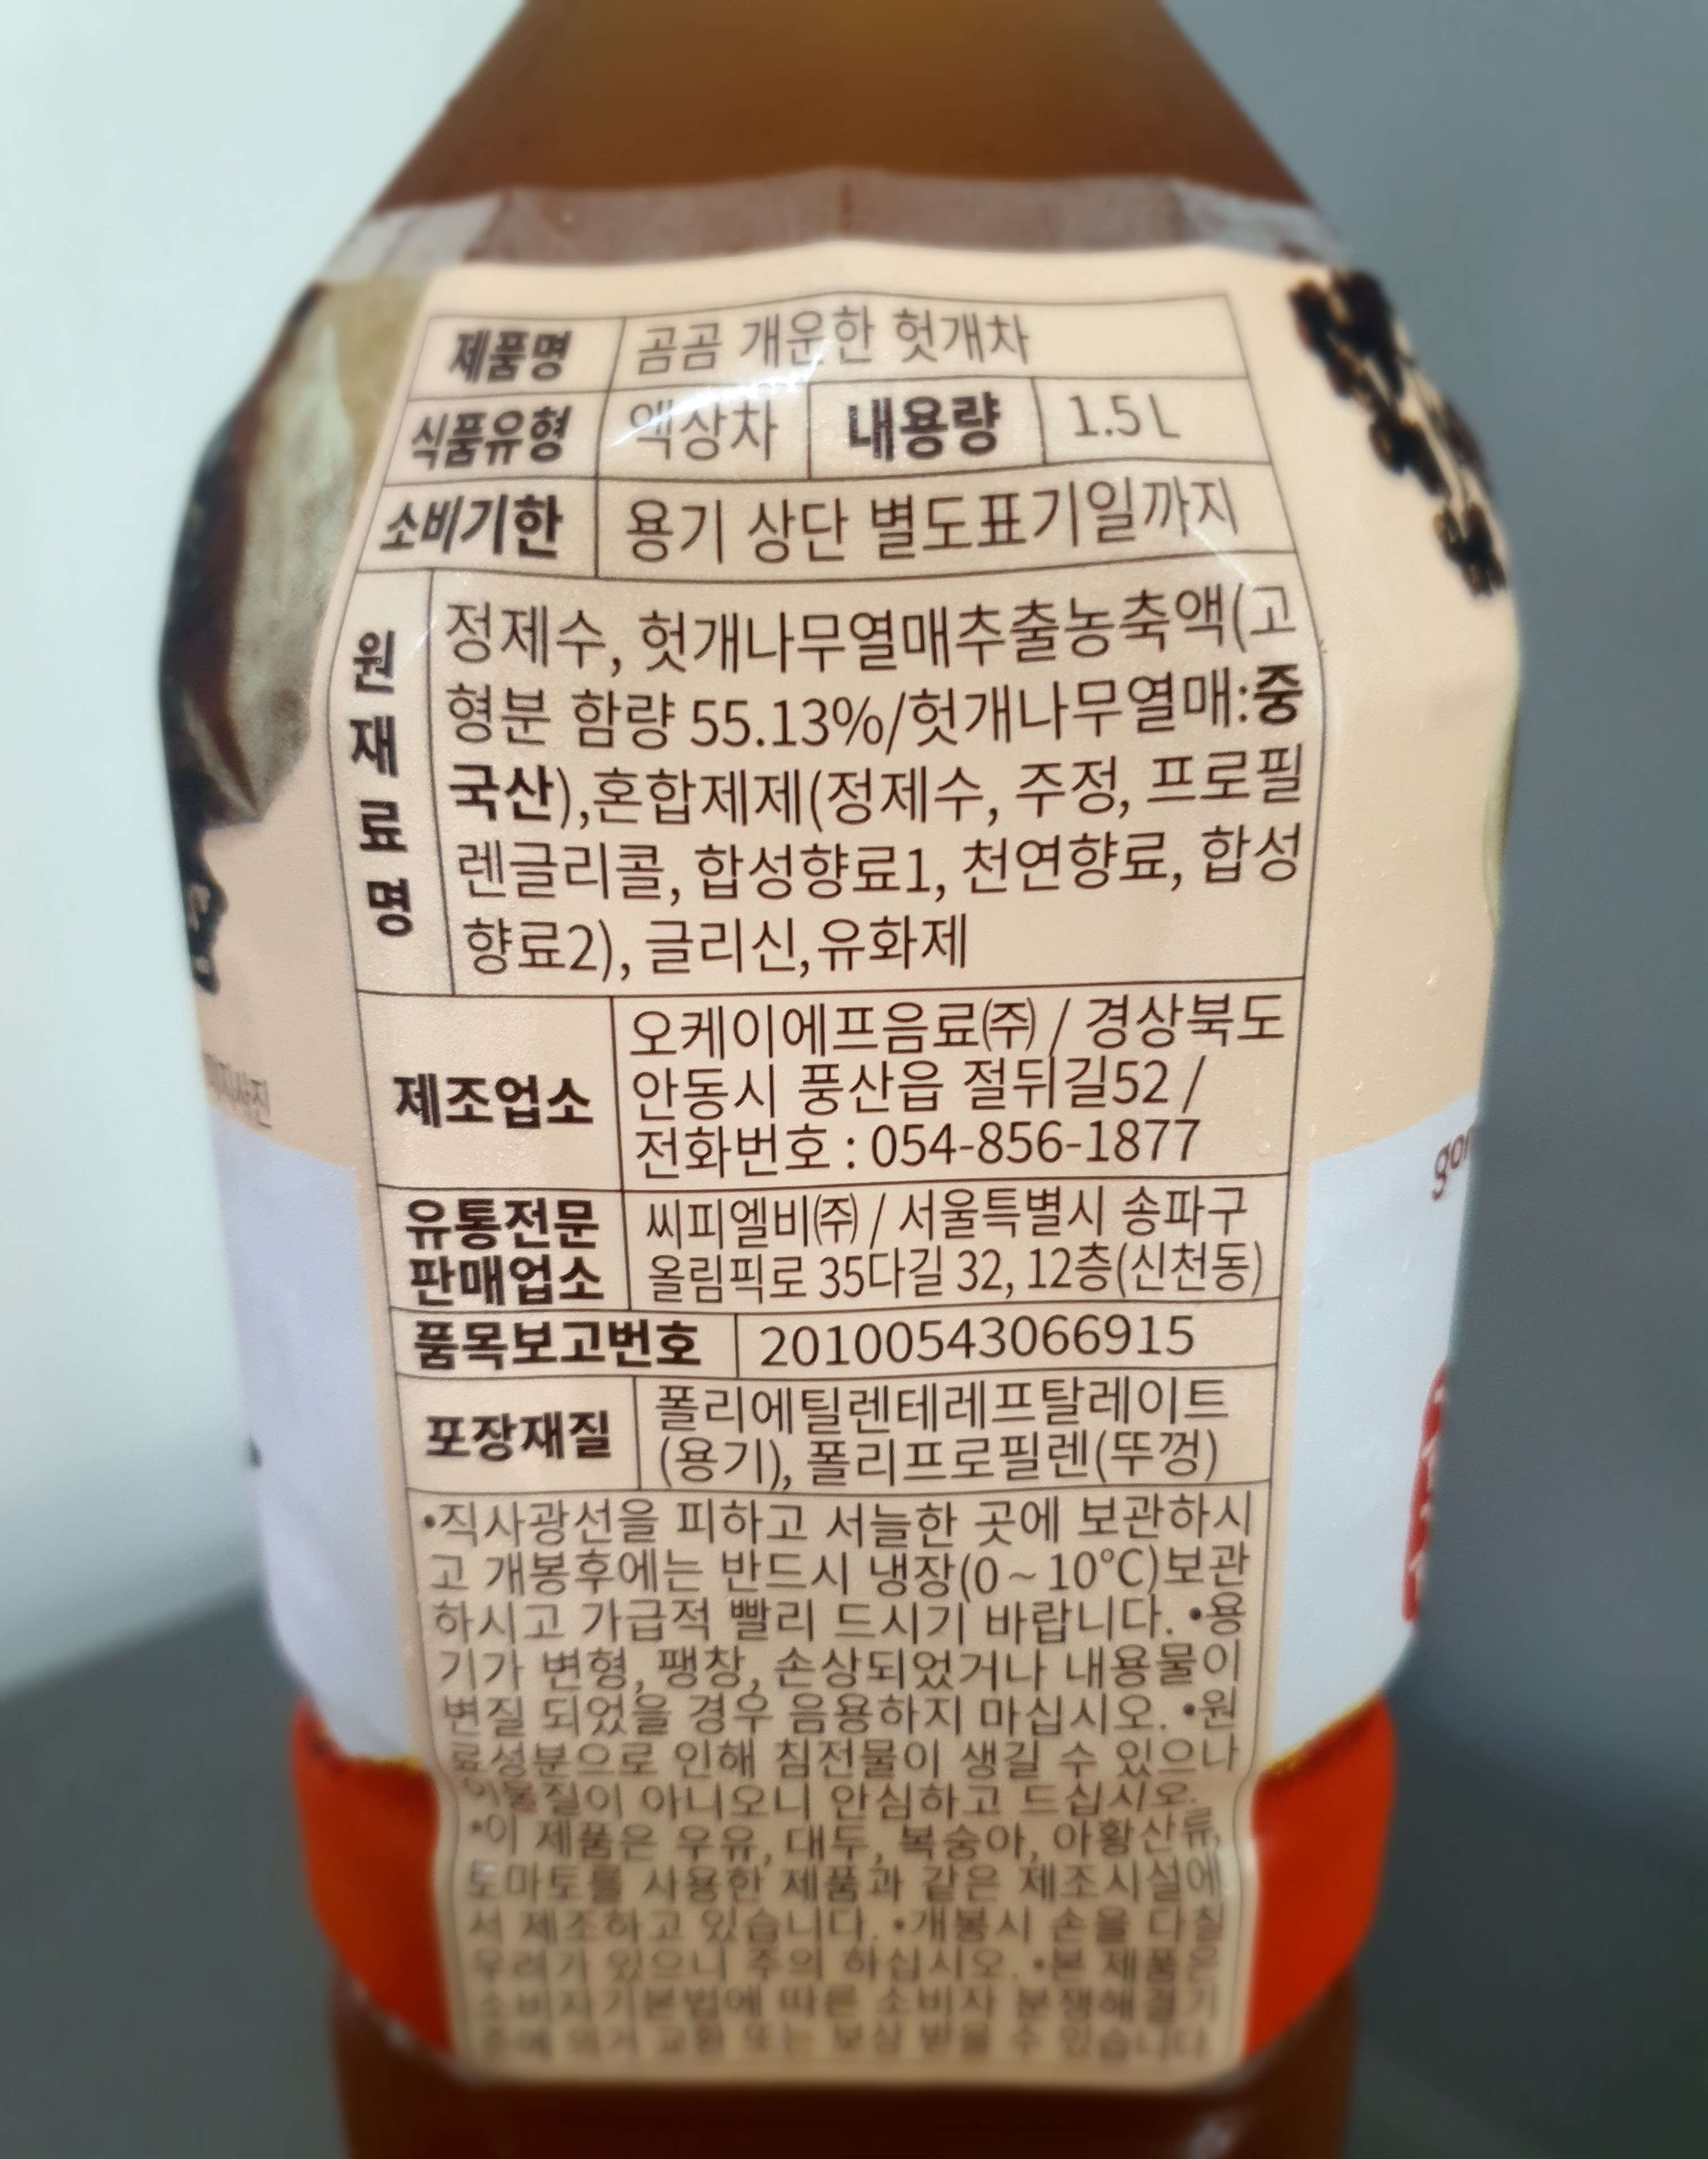 제품명 곰곰 개운한 헛개차
식품유형 액상차 내용량 1.5L
소비기한 용기 상단 별도표기일까지
원재료명
정제수, 헛개나무열매추출농축액(고
형분 함량 55.13%/헛개나무열매:중
국산),혼합제제(정제수, 주정, 프로필
렌글리콜, 합성향료1, 천연향료, 합성
향료2), 글리신,유화제
제조업소
오케이에프음료㈜ / 경상북도
안동시 풍산읍 절뒤길52 /
전화번호 : 054-856-1877
유통전문
판매업소
씨피엘비㈜ / 서울특별시 송파구
올림픽로 35다길 32, 12층(신천동)
품목보고번호 20100543066915
포장재질
폴리에틸렌테레프탈레이트
(용기), 폴리프로필렌(뚜껑)
•직사광선을 피하고 서늘한 곳에 보관하시
고 개봉후에는 반드시 냉장(0~10℃)보관
하시고 가급적 빨리 드시기 바랍니다. •용
기가 변형, 팽창, 손상되었거나 내용물이
변질 되었을 경우 음용하지 마십시오. •원
료성분으로 인해 침전물이 생길 수 있으나
이물질이 아니오니 안심하고 드십시오.
•이 제품은 우유, 대두, 복숭아, 아황산류,
토마토를 사용한 제품과 같은 제조시설에
서 제조하고 있습니다. •개봉시 손을 다칠
우려가 있으니 주의 하십시오. •본 제품은
소비자기본법에 따른 소비자 분쟁해결기
준에 의거 교환 또는 보상 받을 수 있습니다